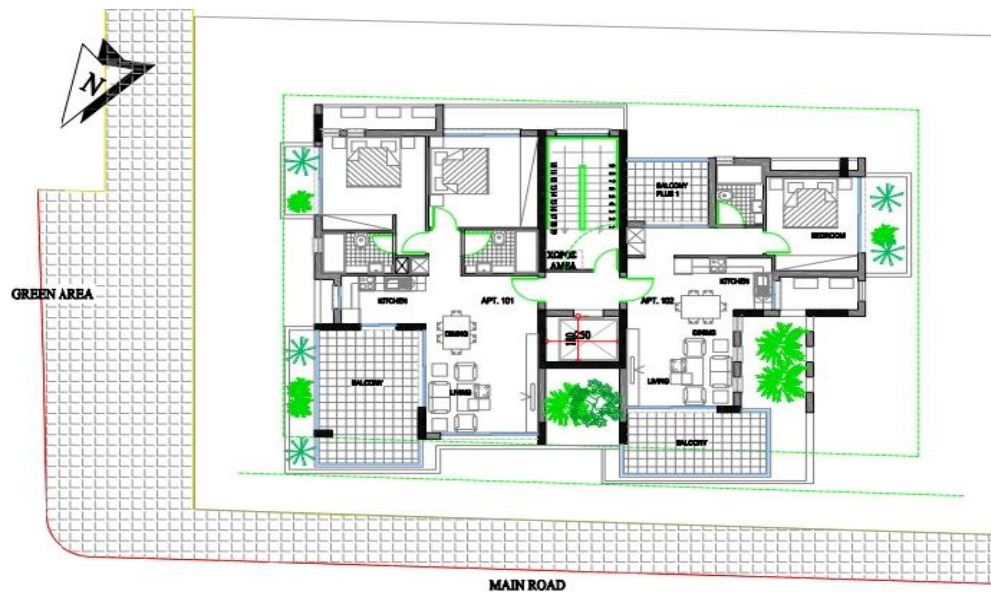 N
BALCONY
PLUS 1
BEDROOM
ΧΩΡΟΣ
ΑΜΕΑ
GREEN AREA
KITCHEN
APT. 101
APT. 102
KITCHEN
DINING
DINING
BALCONY
LIVING
LIVING
BALCONY
MAIN ROAD